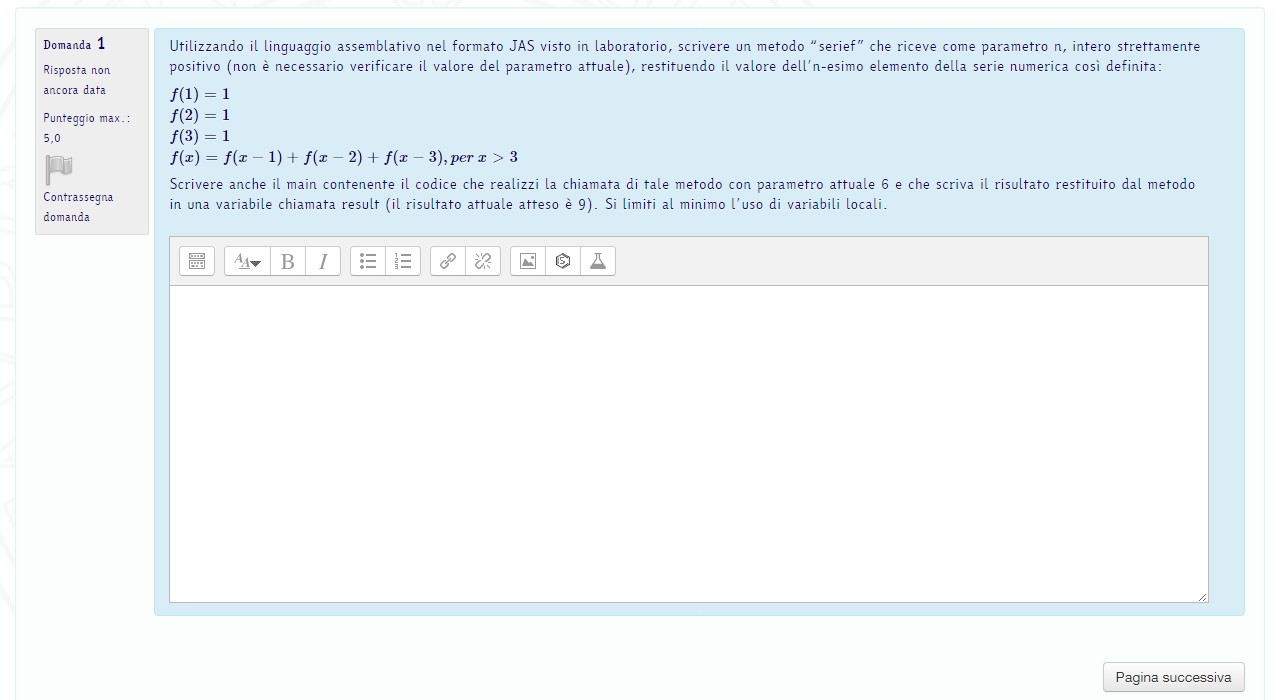 Domanda 1
Risposta non
ancora data
Punteggio max.:
5,0
Contrassegna
domanda
Utilizzando il linguaggio assemblativo nel formato JAS visto in laboratorio, scrivere un metodo “serief” che riceve come parametro n, intero strettamente
positivo (non è necessario verificare il valore del parametro attuale), restituendo il valore dell'n-esimo elemento della serie numerica così definita:
f(1) = 1
f(2) = 1
f(3) = 1
f(x) = f(x − 1) + f(x − 2) + f(x − 3), per x > 3
Scrivere anche il main contenente il codice che realizzi la chiamata di tale metodo con parametro attuale 6 e che scriva il risultato restituito dal metodo
in una variabile chiamata result (il risultato attuale atteso è 9). Si limiti al minimo l'uso di variabili locali.
Pagina successiva